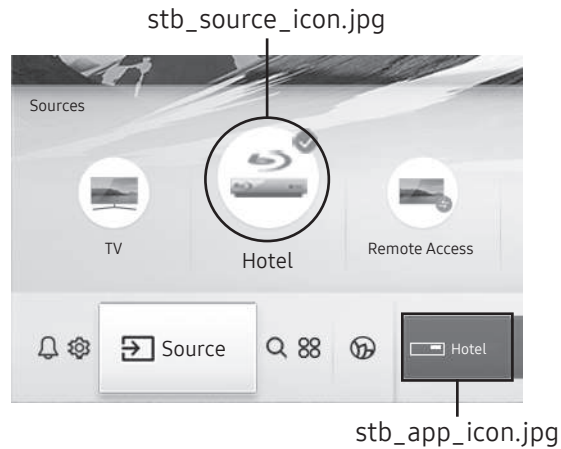 stb_source_icon.jpg
Sources
TV
Hotel
Remote Access
Source
Hotel
stb_app_icon.jpg